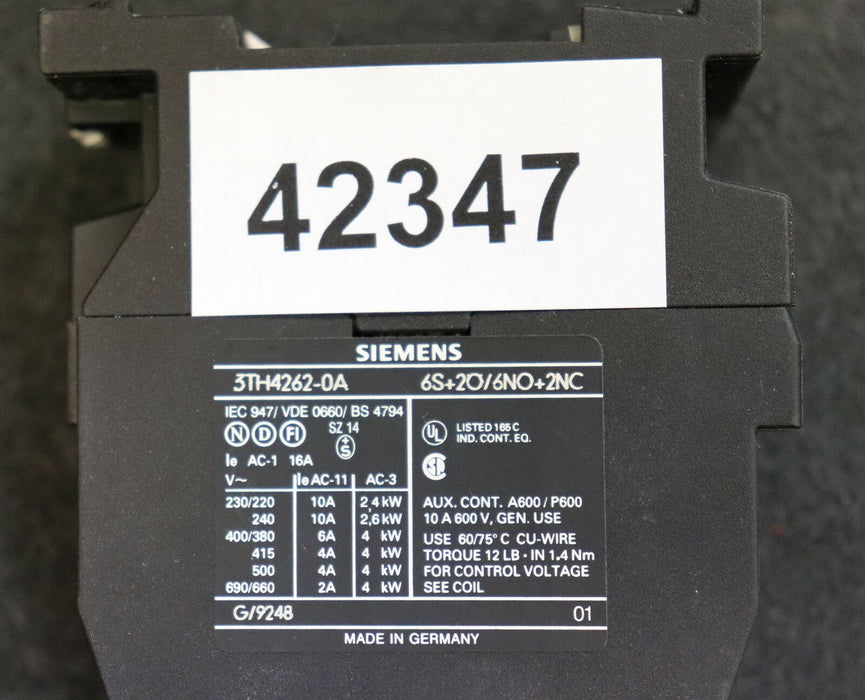 42347
SIEMENS
3TH4262-0A 6S+2Ö/6NO+2NC
IEC 947/ VDE 0660/ BS 4794
N D FI SZ 14
+ S
Ie AC-1 16A
V~ Ie AC-11 AC-3
230/220 10A 2,4 kW
240 10A 2,6 kW
400/380 6A 4 kW
415 4A 4 kW
500 4A 4 kW
690/660 2A 4 kW
UL LISTED 165 C
IND. CONT. EQ.
SA
AUX. CONT. A600 / P600
10 A 600 V, GEN. USE
USE 60/75° C CU-WIRE
TORQUE 12 LB · IN 1.4 Nm
FOR CONTROL VOLTAGE
SEE COIL
G/9248 01
MADE IN GERMANY